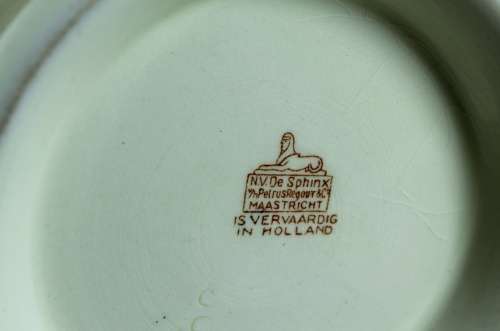 N.V. De Sphinx
V/h Petrus Regout & Co
MAASTRICHT
IS VERVAARDIG
IN HOLLAND